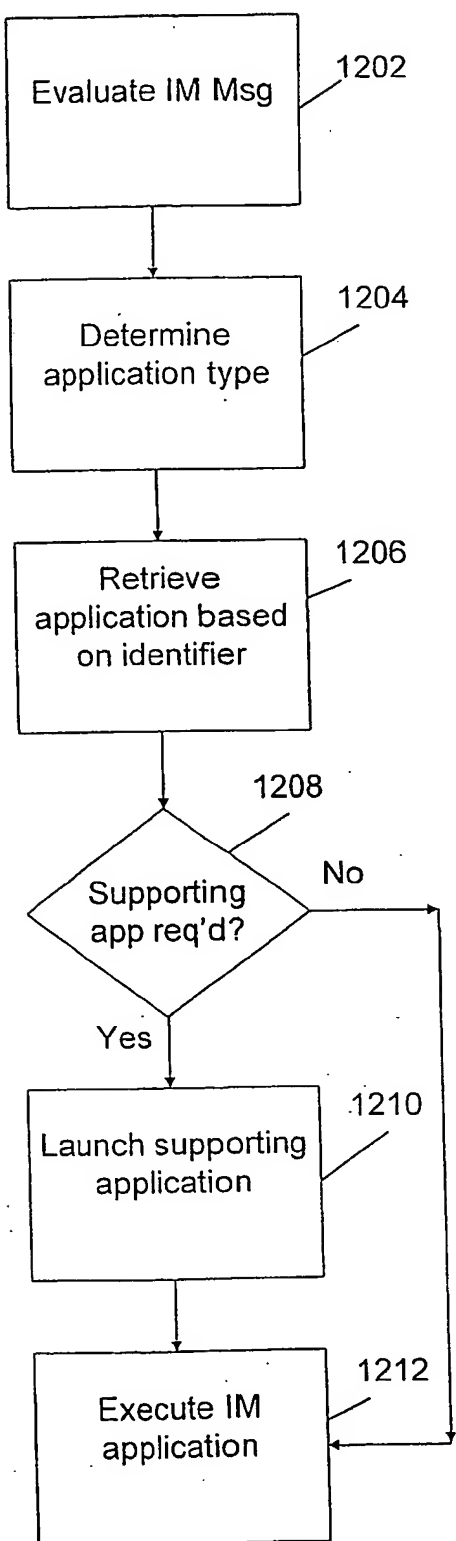 Evaluate IM Msg
1202
Determine
application type
1204
Retrieve
application based
on identifier
1206
Supporting
app req'd?
1208
No
Yes
Launch supporting
application
1210
Execute IM
application
1212